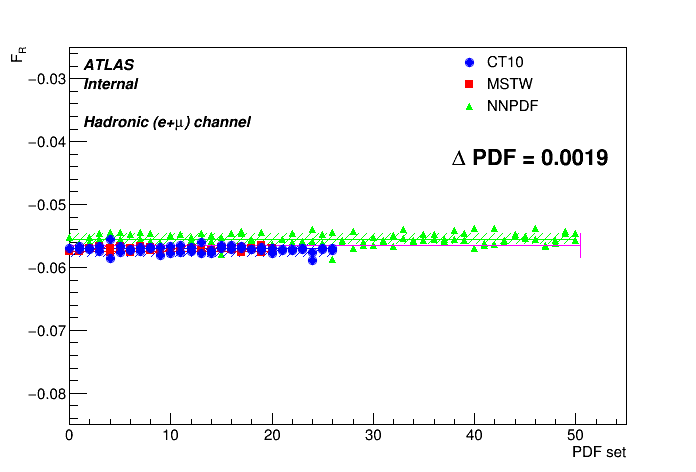 F_R
ATLAS
Internal
Hadronic (e+μ) channel
CT10
MSTW
NNPDF
Δ PDF = 0.0019
−0.03
−0.04
−0.05
−0.06
−0.07
−0.08
0 10 20 30 40 50
PDF set